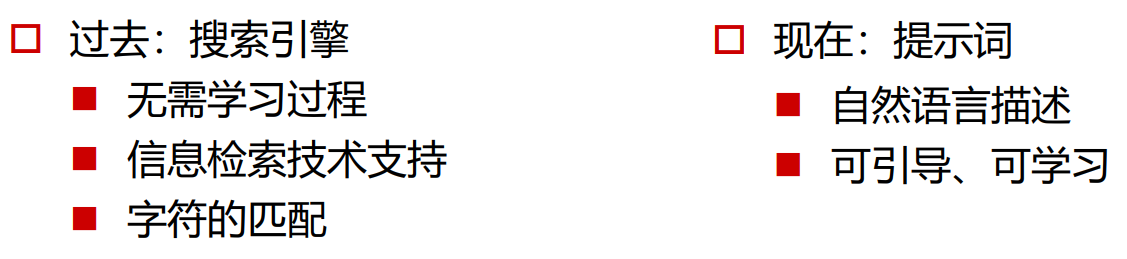 过去：搜索引擎
无需学习过程
信息检索技术支持
字符的匹配
现在：提示词
自然语言描述
可引导、可学习